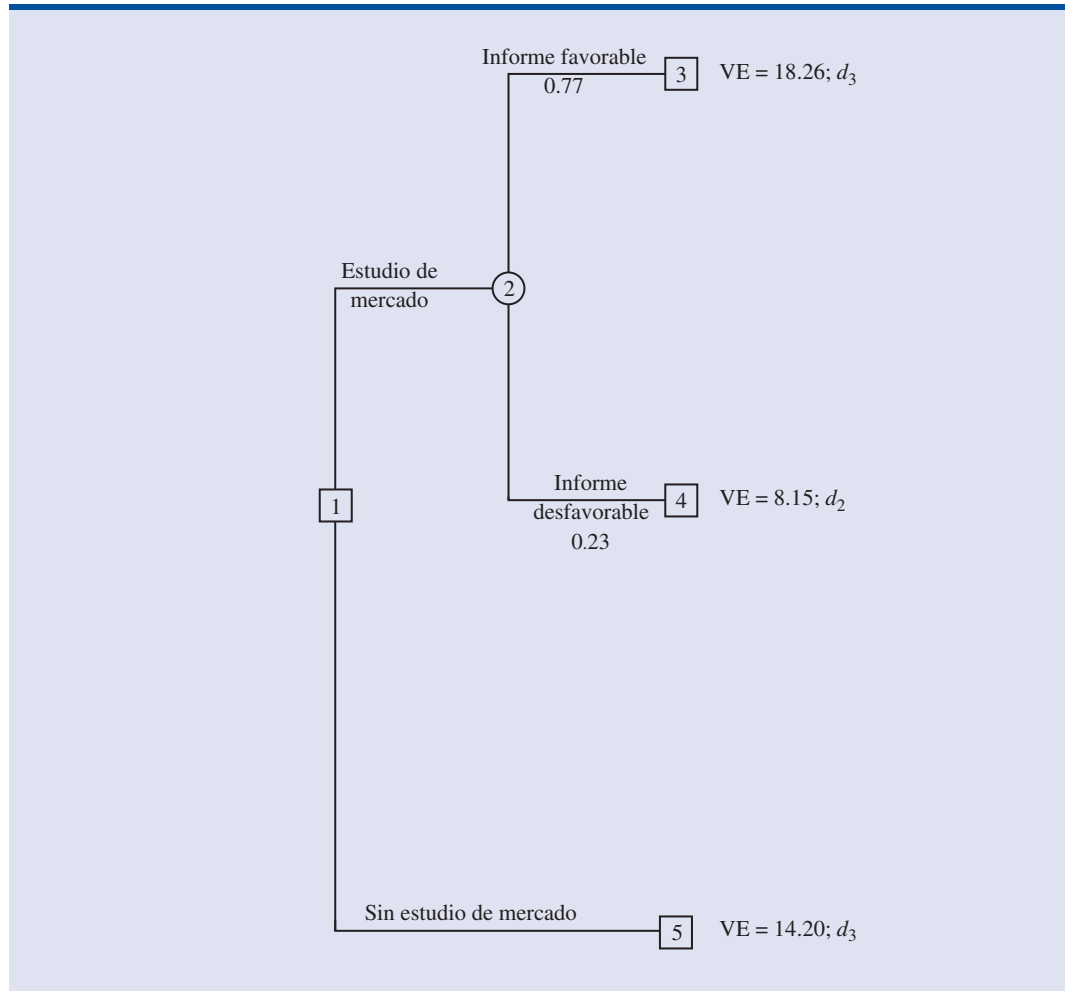 Informe favorable
0.77
3
VE = 18.26; d3
Estudio de
mercado
2
1
Informe
desfavorable
0.23
4
VE = 8.15; d2
Sin estudio de mercado
5
VE = 14.20; d3